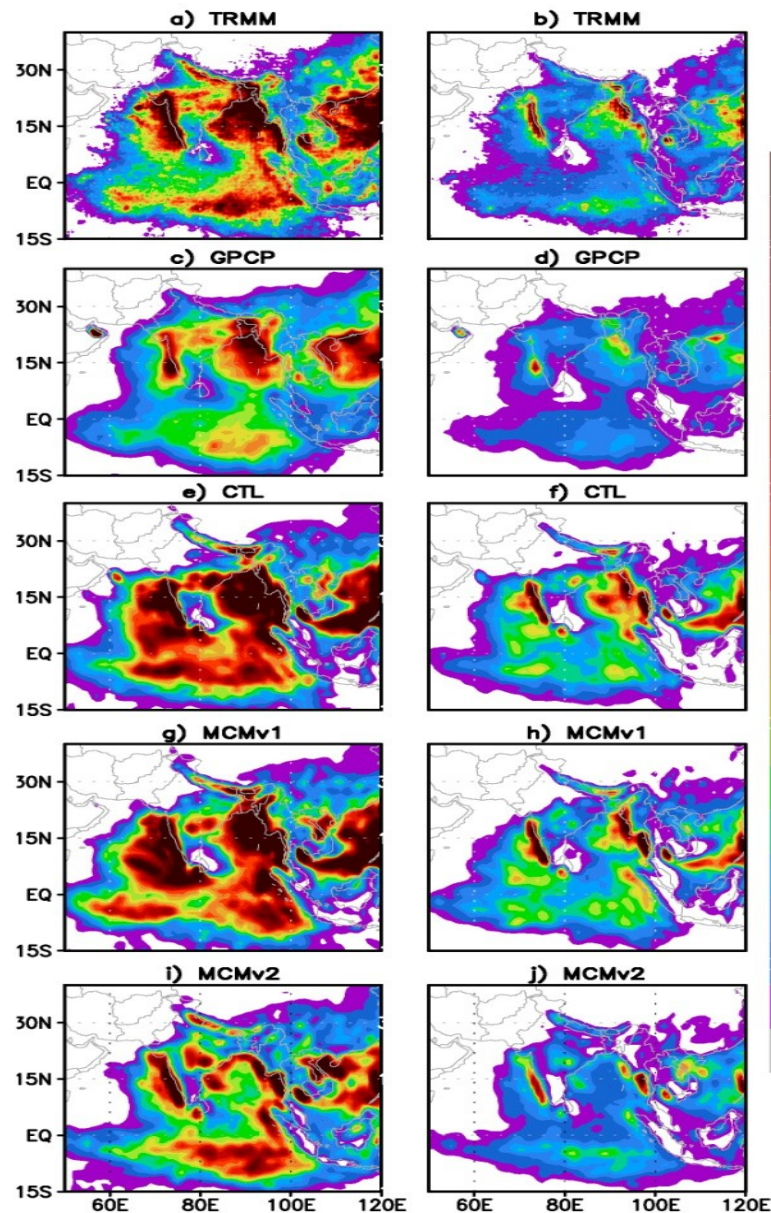 a) TRMM
b) TRMM
30N
15N
EQ
15S
c) GPCP
d) GPCP
30N
15N
EQ
15S
e) CTL
f) CTL
30N
15N
EQ
15S
g) MCMv1
h) MCMv1
30N
15N
EQ
15S
i) MCMv2
j) MCMv2
30N
15N
EQ
15S
60E 80E 100E 120E 60E 80E 100E 120E